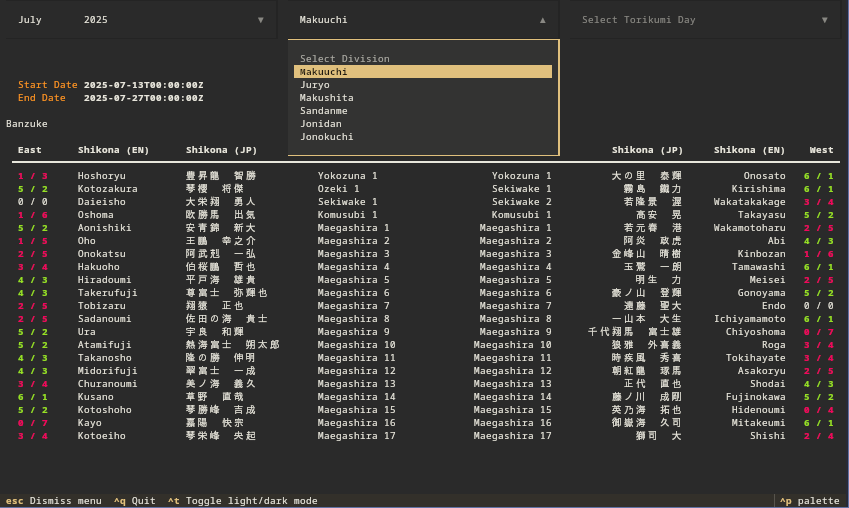 July 2025 ▼ Makuuchi ▲ Select Torikumi Day ▼
Select Division
Makuuchi
Juryo
Makushita
Sandanme
Jonidan
Jonokuchi
Start Date 2025-07-13T00:00:00Z
End Date 2025-07-27T00:00:00Z
Banzuke
East Shikona (EN) Shikona (JP) Shikona (JP) Shikona (EN) West
1 / 3 Hoshoryu 豊昇龍 智勝 Yokozuna 1 Yokozuna 1 大の里 泰輝 Onosato 6 / 1
5 / 2 Kotozakura 琴櫻 将傑 Ozeki 1 Sekiwake 1 霧島 鐵力 Kirishima 6 / 1
0 / 0 Daieisho 大栄翔 勇人 Sekiwake 1 Sekiwake 2 若隆景 渥 Wakatakakage 3 / 4
1 / 6 Oshoma 欧勝馬 出気 Komusubi 1 Komusubi 1 高安 晃 Takayasu 5 / 2
5 / 2 Aonishiki 安青錦 新大 Maegashira 1 Maegashira 1 若元春 港 Wakamotoharu 2 / 5
1 / 5 Oho 王鵬 幸之介 Maegashira 2 Maegashira 2 阿炎 政虎 Abi 4 / 3
2 / 5 Onokatsu 阿武剋 一弘 Maegashira 3 Maegashira 3 金峰山 晴樹 Kinbozan 1 / 6
3 / 4 Hakuoho 伯桜鵬 哲也 Maegashira 4 Maegashira 4 玉鷲 一朗 Tamawashi 6 / 1
4 / 3 Hiradoumi 平戸海 雄貴 Maegashira 5 Maegashira 5 明生 力 Meisei 2 / 5
4 / 3 Takerufuji 尊富士 弥輝也 Maegashira 6 Maegashira 6 豪ノ山 登輝 Gonoyama 5 / 2
2 / 5 Tobizaru 翔猿 正也 Maegashira 7 Maegashira 7 遠藤 聖大 Endo 0 / 0
2 / 5 Sadanoumi 佐田の海 貴士 Maegashira 8 Maegashira 8 一山本 大生 Ichiyamamoto 6 / 1
5 / 2 Ura 宇良 和輝 Maegashira 9 Maegashira 9 千代翔馬 富士雄 Chiyoshoma 0 / 7
5 / 2 Atamifuji 熱海富士 朔太郎 Maegashira 10 Maegashira 10 狼雅 外喜義 Roga 3 / 4
4 / 3 Takanosho 隆の勝 伸明 Maegashira 11 Maegashira 11 時疾風 秀喜 Tokihayate 3 / 4
4 / 3 Midorifuji 翠富士 一成 Maegashira 12 Maegashira 12 朝紅龍 琢馬 Asakoryu 2 / 5
3 / 4 Churanoumi 美ノ海 義久 Maegashira 13 Maegashira 13 正代 直也 Shodai 4 / 3
6 / 1 Kusano 草野 直哉 Maegashira 14 Maegashira 14 藤ノ川 成剛 Fujinokawa 5 / 2
5 / 2 Kotoshoho 琴勝峰 吉成 Maegashira 15 Maegashira 15 英乃海 拓也 Hidenoumi 0 / 4
0 / 7 Kayo 嘉陽 快宗 Maegashira 16 Maegashira 16 御嶽海 久司 Mitakeumi 6 / 1
3 / 4 Kotoeiho 琴栄峰 央起 Maegashira 17 Maegashira 17 獅司 大 Shishi 2 / 4
esc Dismiss menu ^q Quit ^t Toggle light/dark mode ^p palette